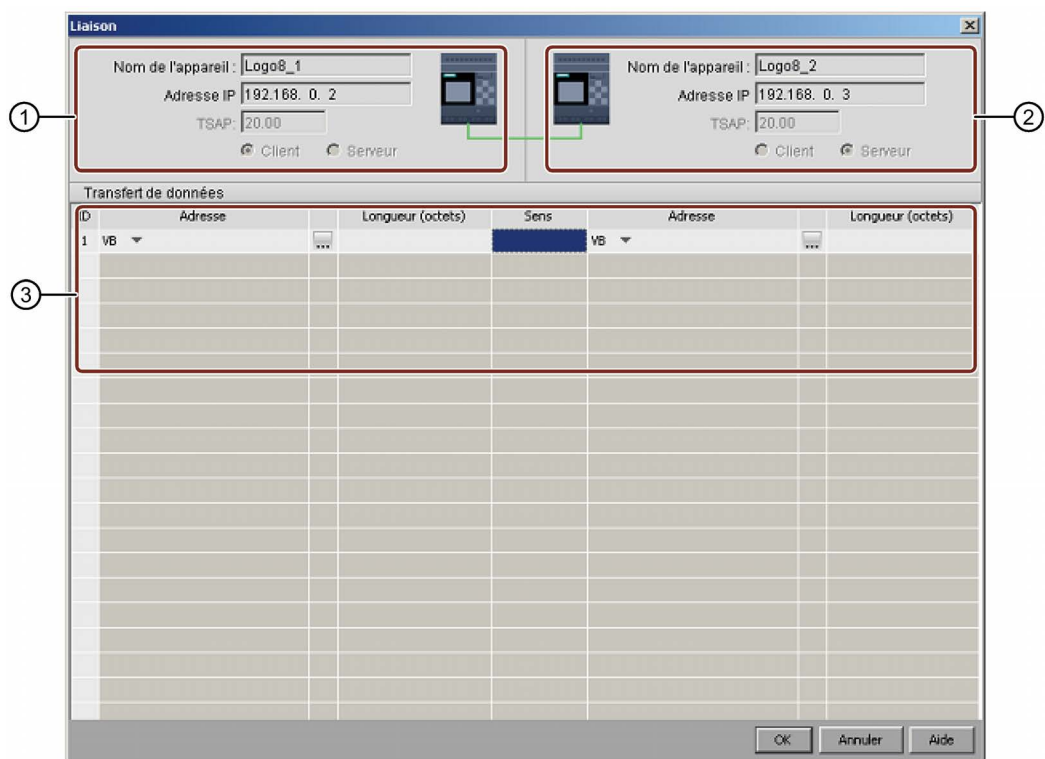 Liaison
Nom de l'appareil : Logo8_1
Nom de l'appareil : Logo8_2
Adresse IP 192.168. 0. 2
Adresse IP 192.168. 0. 3
① ②
TSAP: 20.00
TSAP: 20.00
Client Serveur
Client Serveur
Transfert de données
ID Adresse Longueur (octets) Sens Adresse Longueur (octets)
1 VB ... VB ...
③
OK Annuler Aide